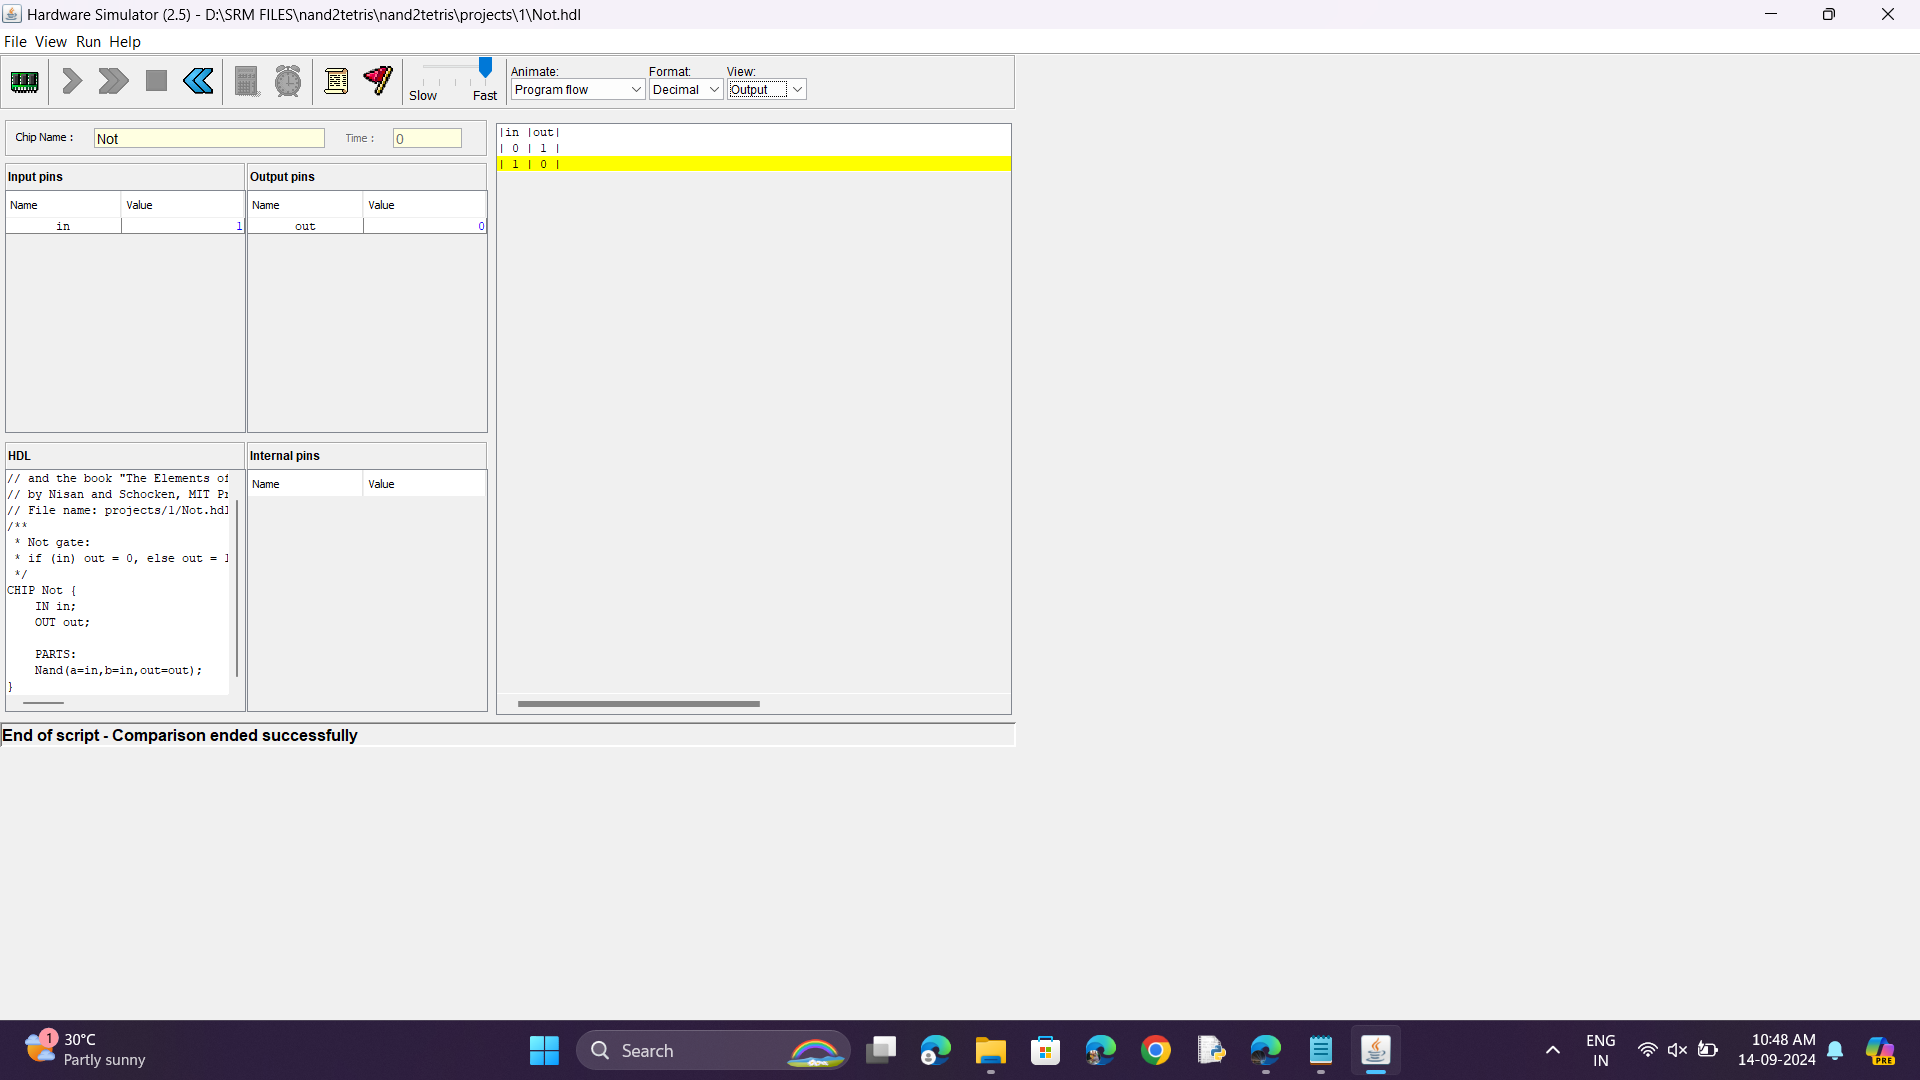 Hardware Simulator (2.5) - D:\SRM FILES\nand2tetris\nand2tetris\projects\1\Not.hdl
File View Run Help
Slow Fast
Animate: Format: View:
Program flow Decimal Output
Chip Name : Not Time : 0
Input pins Output pins
Name Value Name Value
in 1 out 0
|in |out|
| 0 | 1 |
| 1 | 0 |
HDL Internal pins
Name Value
// and the book "The Elements of
// by Nisan and Schocken, MIT Pr
// File name: projects/1/Not.hdl
/**
* Not gate:
* if (in) out = 0, else out = 1
*/
CHIP Not {
IN in;
OUT out;
PARTS:
Nand(a=in,b=in,out=out);
}
End of script - Comparison ended successfully
1
30°C
Partly sunny
Search
ENG
IN
10:48 AM
14-09-2024
PRE